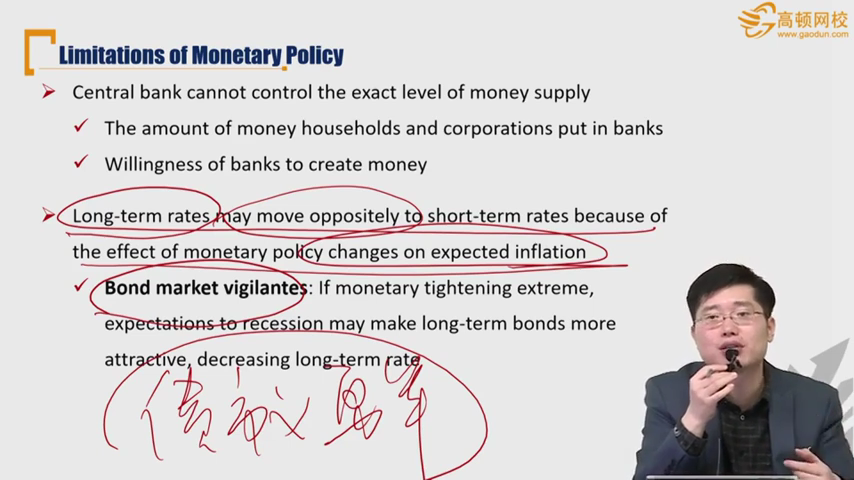 高顿网校
www.gaodun.com
Limitations of Monetary Policy
Central bank cannot control the exact level of money supply
The amount of money households and corporations put in banks
Willingness of banks to create money
Long-term rates may move oppositely to short-term rates because of
the effect of monetary policy changes on expected inflation
Bond market vigilantes: If monetary tightening extreme,
expectations to recession may make long-term bonds more
attractive, decreasing long-term rate
债